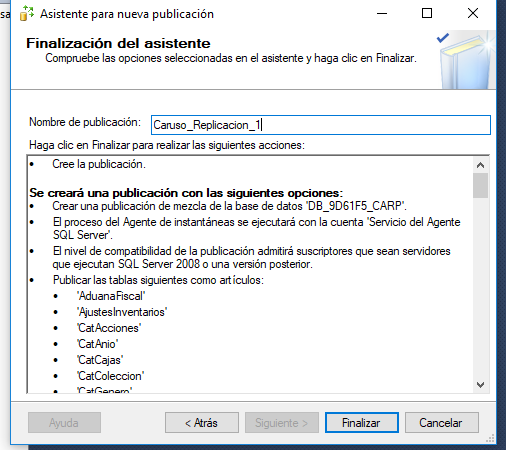 sa
Asistente para nueva publicación
Finalización del asistente
Compruebe las opciones seleccionadas en el asistente y haga clic en Finalizar.
Nombre de publicación:
Caruso_Replicacion_1
Haga clic en Finalizar para realizar las siguientes acciones:
• Cree la publicación.
Se creará una publicación con las siguientes opciones:
• Crear una publicación de mezcla de la base de datos 'DB_9D61F5_CARP'.
• El proceso del Agente de instantáneas se ejecutará con la cuenta 'Servicio del Agente
SQL Server'.
• El nivel de compatibilidad de la publicación admitirá suscriptores que sean servidores
que ejecutan SQL Server 2008 o una versión posterior.
• Publicar las tablas siguientes como artículos:
• 'AduanaFiscal'
• 'AjustesInventarios'
• 'CatAcciones'
• 'CatAnio'
• 'CatCajas'
• 'CatColeccion'
• 'CatGenero'
Ayuda
< Atrás
Siguiente >
Finalizar
Cancelar